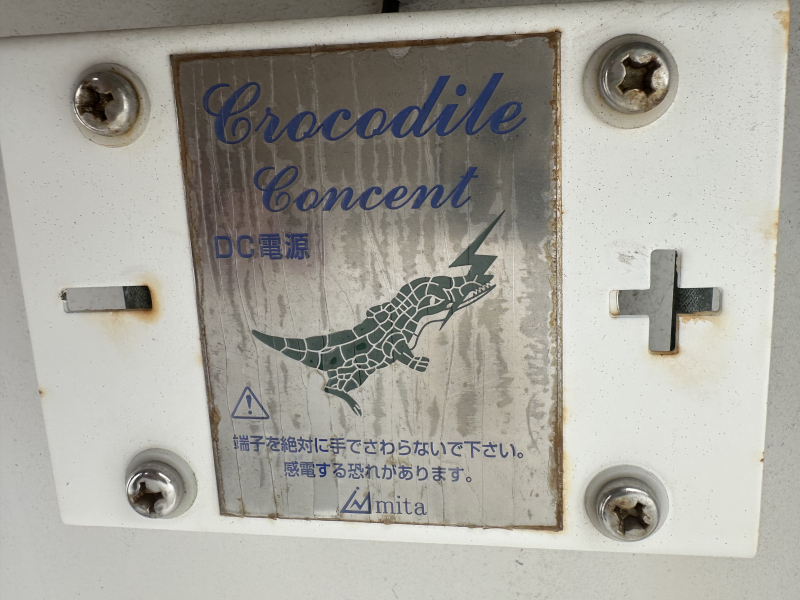 Crocodile
Concent
DC電源
端子を絶対に手でさわらないで下さい。
感電する恐れがあります。
mita